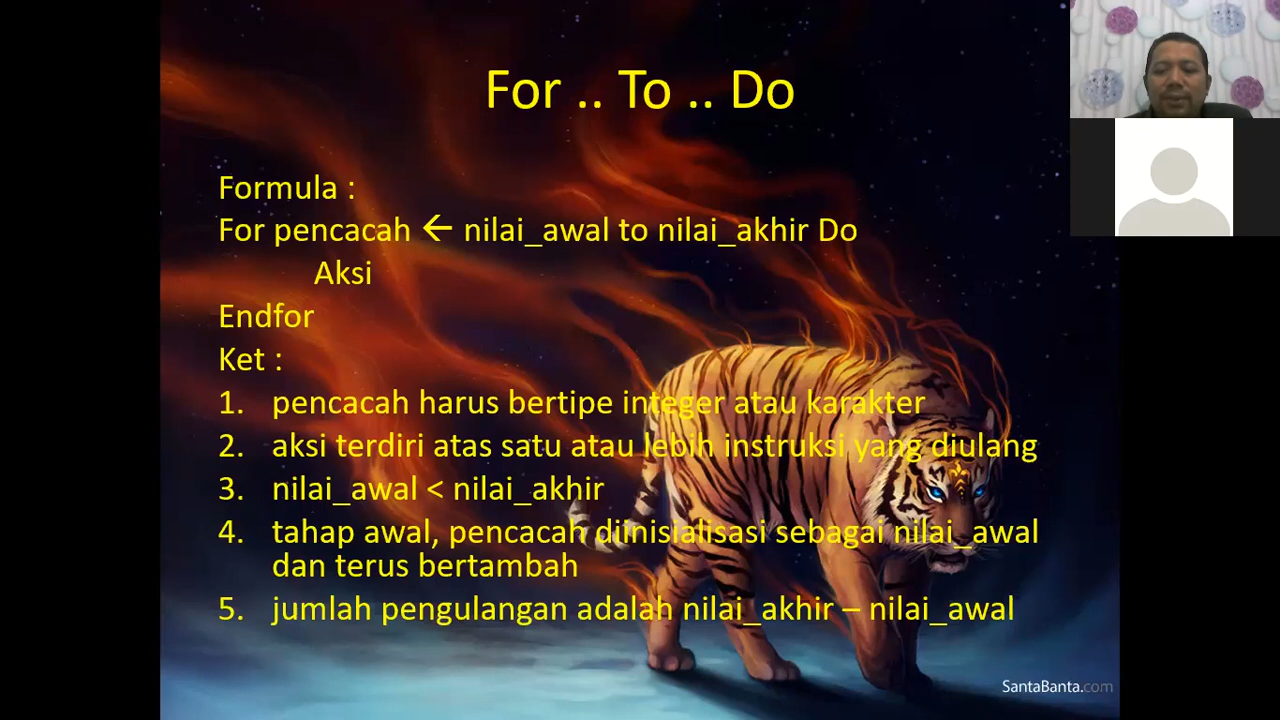 For .. To .. Do
Formula :
For pencacah ← nilai_awal to nilai_akhir Do
Aksi
Endfor
Ket :
1. pencacah harus bertipe integer atau karakter
2. aksi terdiri atas satu atau lebih instruksi yang diulang
3. nilai_awal < nilai_akhir
4. tahap awal, pencacah diinisialisasi sebagai nilai_awal
dan terus bertambah
5. jumlah pengulangan adalah nilai_akhir – nilai_awal
SantaBanta.com